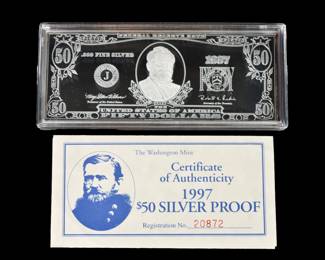 FEDERAL RESERVE NOTE
50 50
.999 FINE SILVER
1997
J
THE
UNITED STATES OF AMERICA
50 FIFTY DOLLARS 50
The Washington Mint
Certificate
of Authenticity
1997
$50 SILVER PROOF
Registration No. 20872